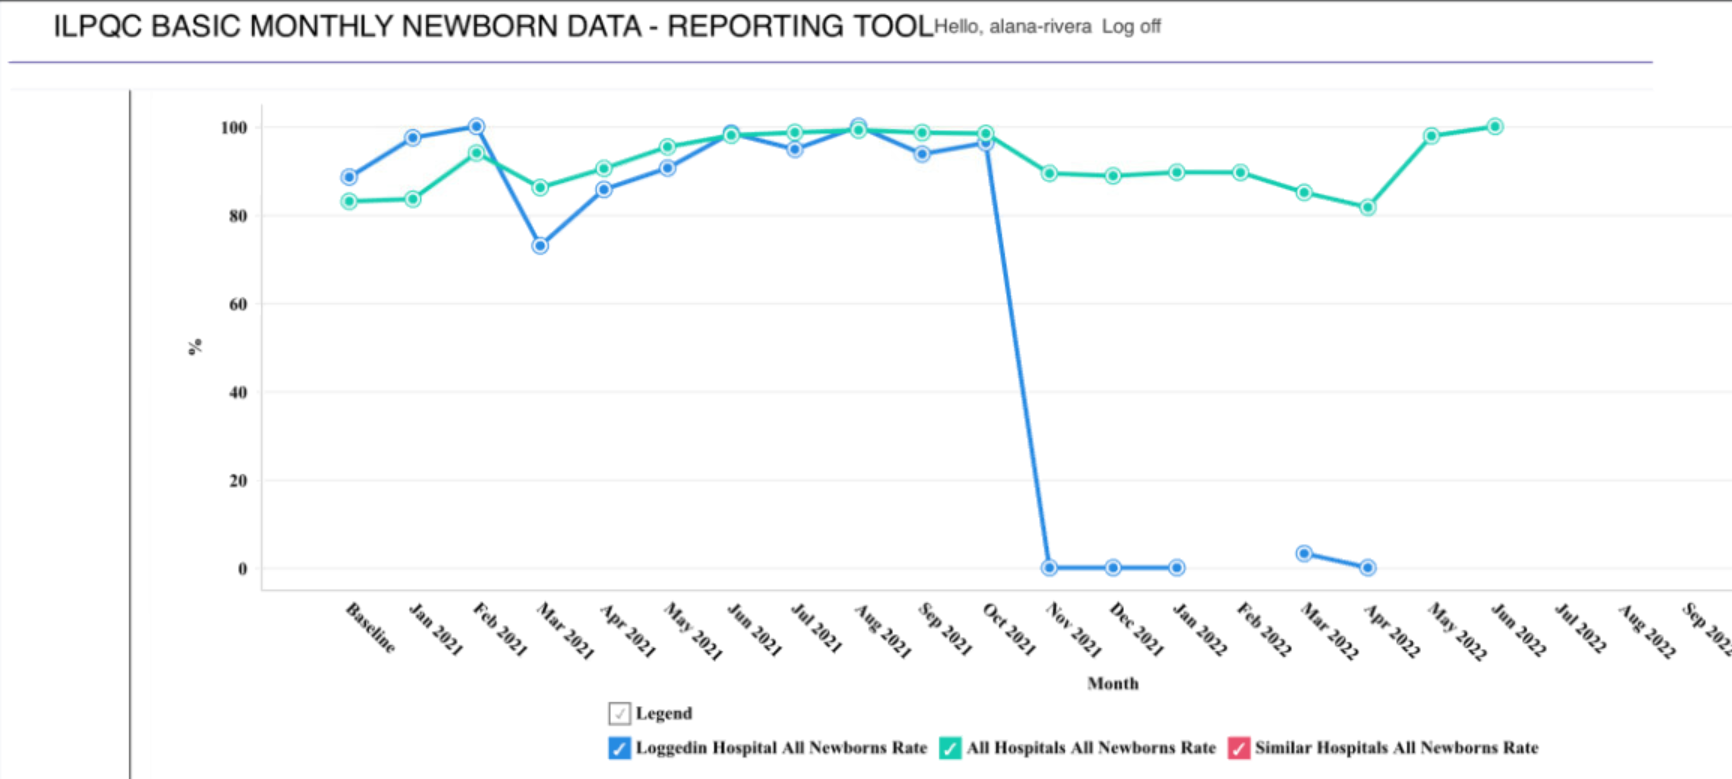 ILPQC BASIC MONTHLY NEWBORN DATA - REPORTING TOOL Hello, alana-rivera Log off
100
80
60
40
20
0
%
Baseline Jan 2021 Feb 2021 Mar 2021 Apr 2021 May 2021 Jun 2021 Jul 2021 Aug 2021 Sep 2021 Oct 2021 Nov 2021 Dec 2021 Jan 2022 Feb 2022 Mar 2022 Apr 2022 May 2022 Jun 2022 Jul 2022 Aug 2022 Sep 2022
Month
Legend
Loggedin Hospital All Newborns Rate All Hospitals All Newborns Rate Similar Hospitals All Newborns Rate